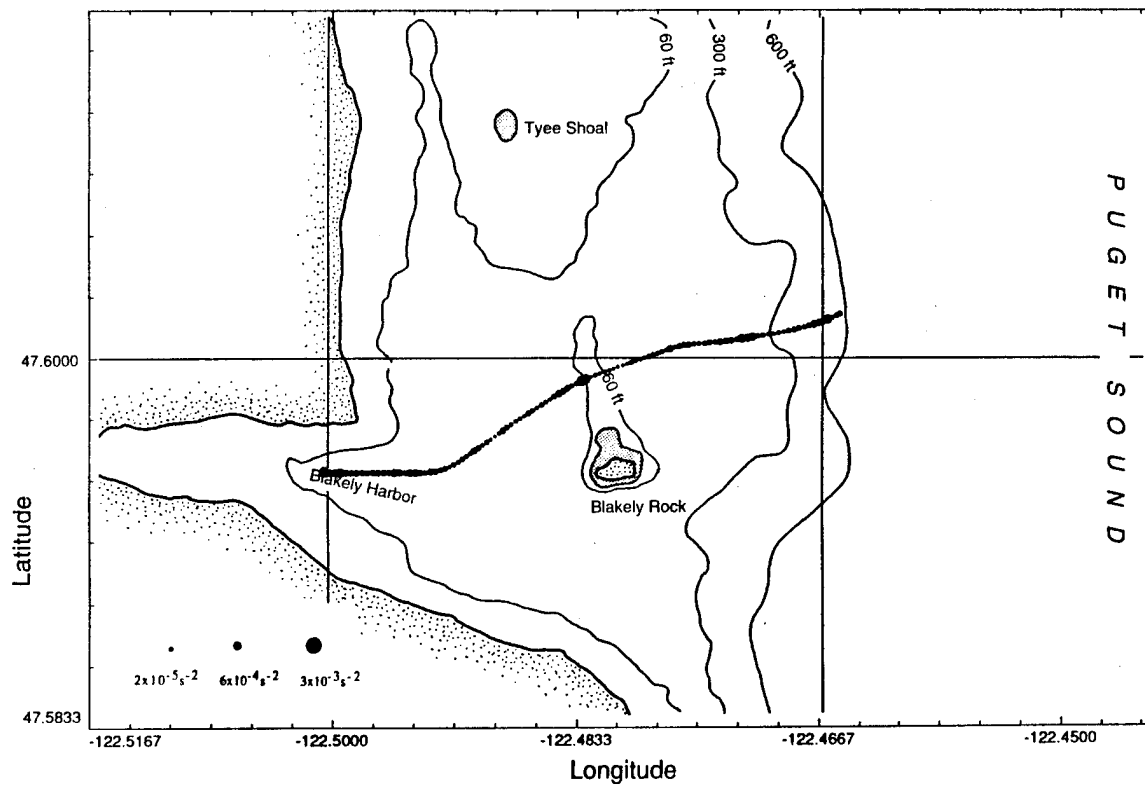 60 ft
300 ft
600 ft
Tyee Shoal
PUGET SOUND
47.6000
60 ft
Blakely Harbor
Blakely Rock
Latitude
2x10-5s-2
6x10-4s-2
3x10-3s-2
47.5833
-122.5167
-122.5000
-122.4833
-122.4667
-122.4500
Longitude